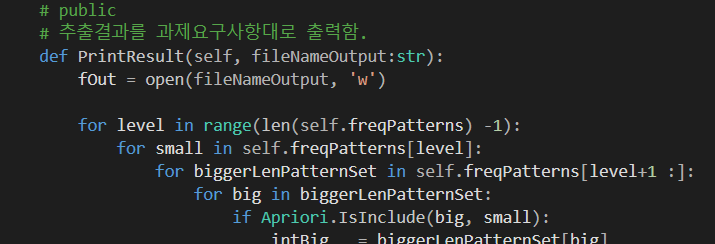 # public
# 추출결과를 과제요구사항대로 출력함.
def PrintResult(self, fileNameOutput:str):
fOut = open(fileNameOutput, 'w')
for level in range(len(self.freqPatterns) -1):
for small in self.freqPatterns[level]:
for biggerLenPatternSet in self.freqPatterns[level+1 :]:
for big in biggerLenPatternSet:
if Apriori.IsInclude(big, small):
intBig = biggerLenPatternSet[big]